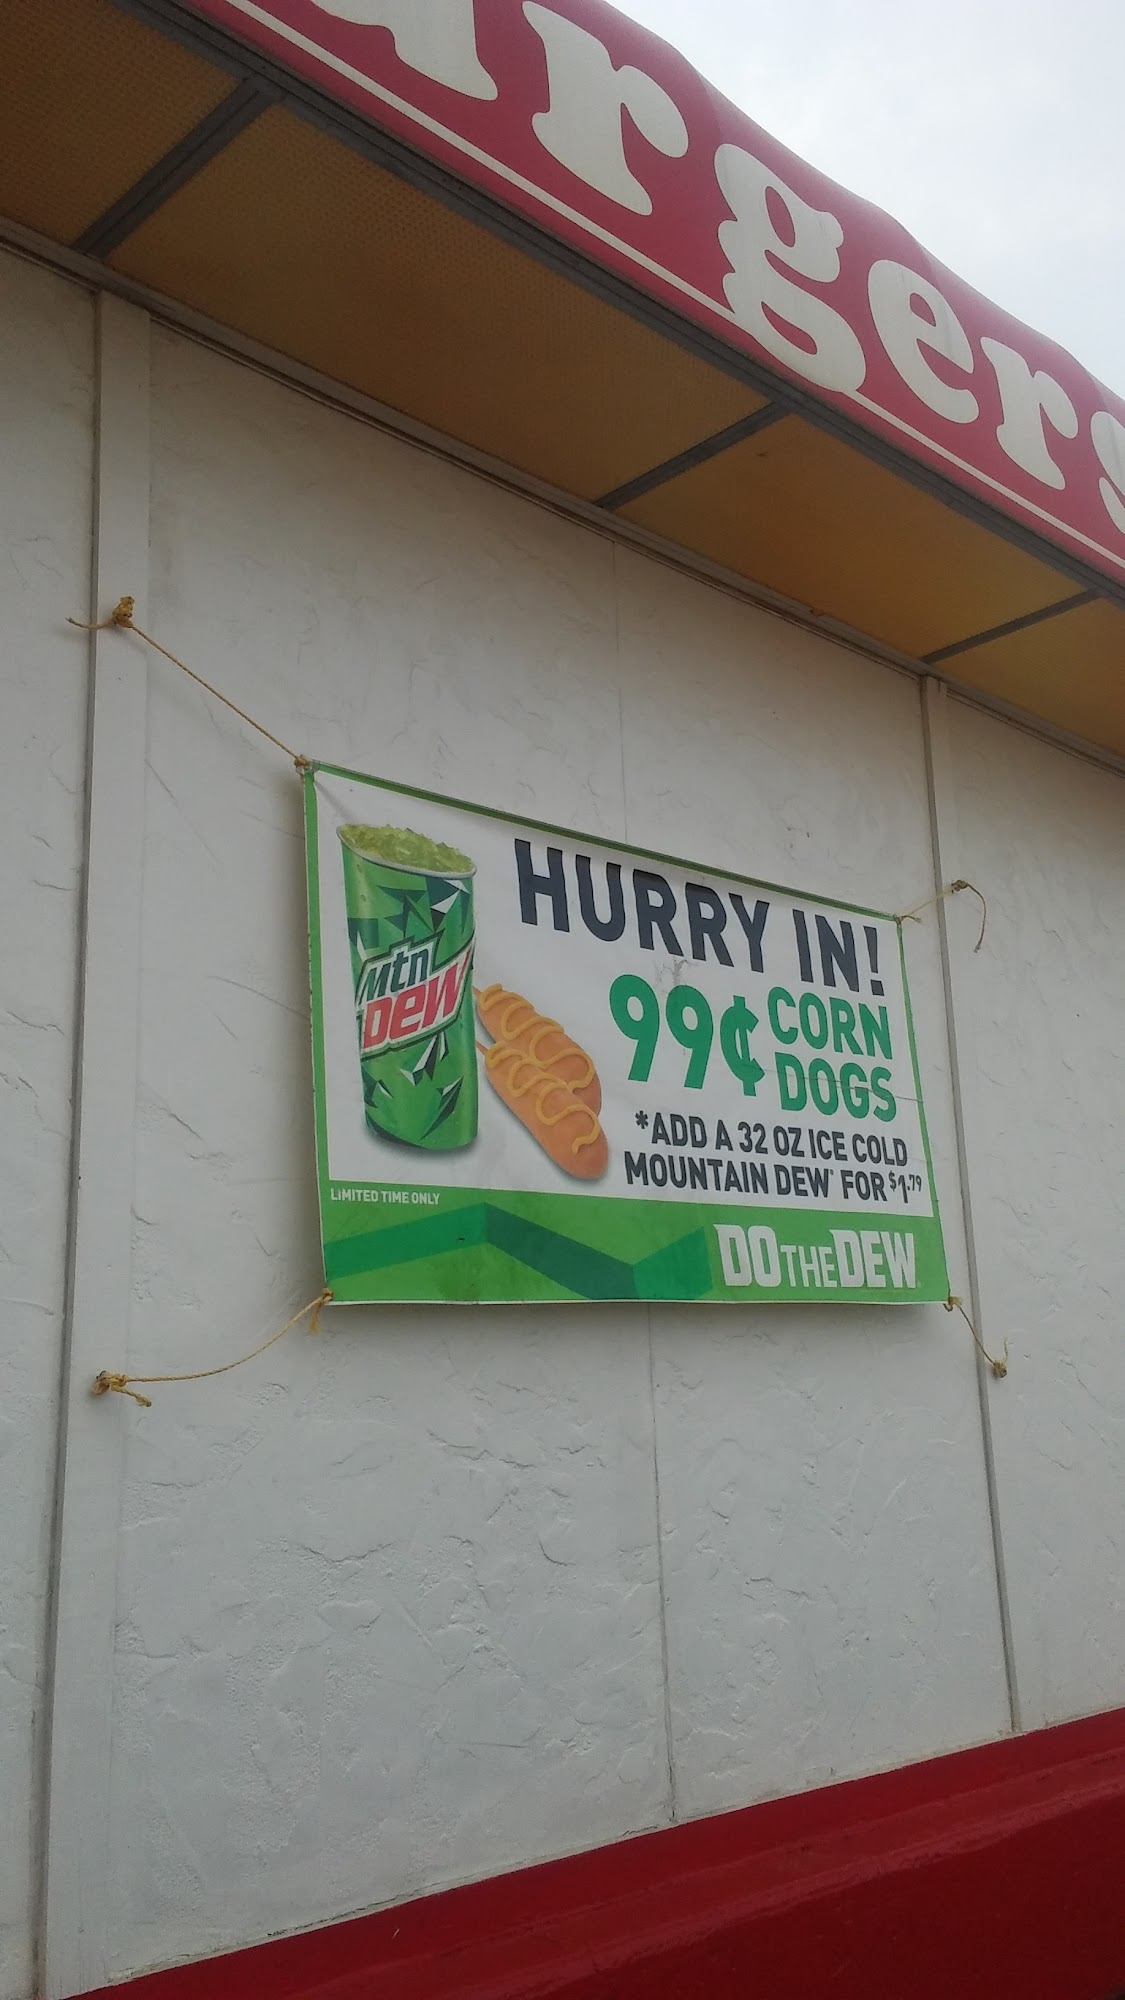 urgers
Mtn
DEW
HURRY IN!
99¢ CORN
DOGS
*ADD A 32 OZ ICE COLD
MOUNTAIN DEW® FOR $1.79
LIMITED TIME ONLY
DO THE DEW